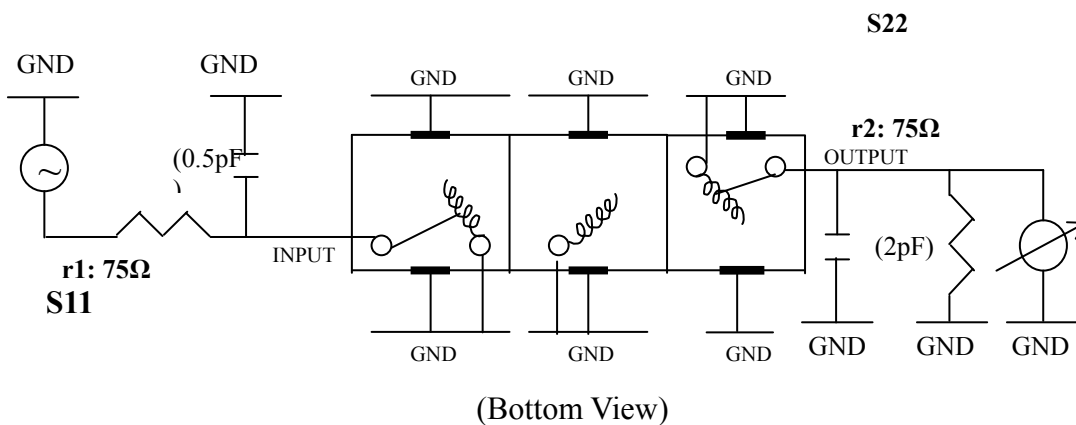 S22
GND
GND
GND
GND
GND
r2: 75Ω
(0.5pF
)
OUTPUT
INPUT
(2pF)
r1: 75Ω
S11
GND
GND
GND
GND
GND
GND
(Bottom View)